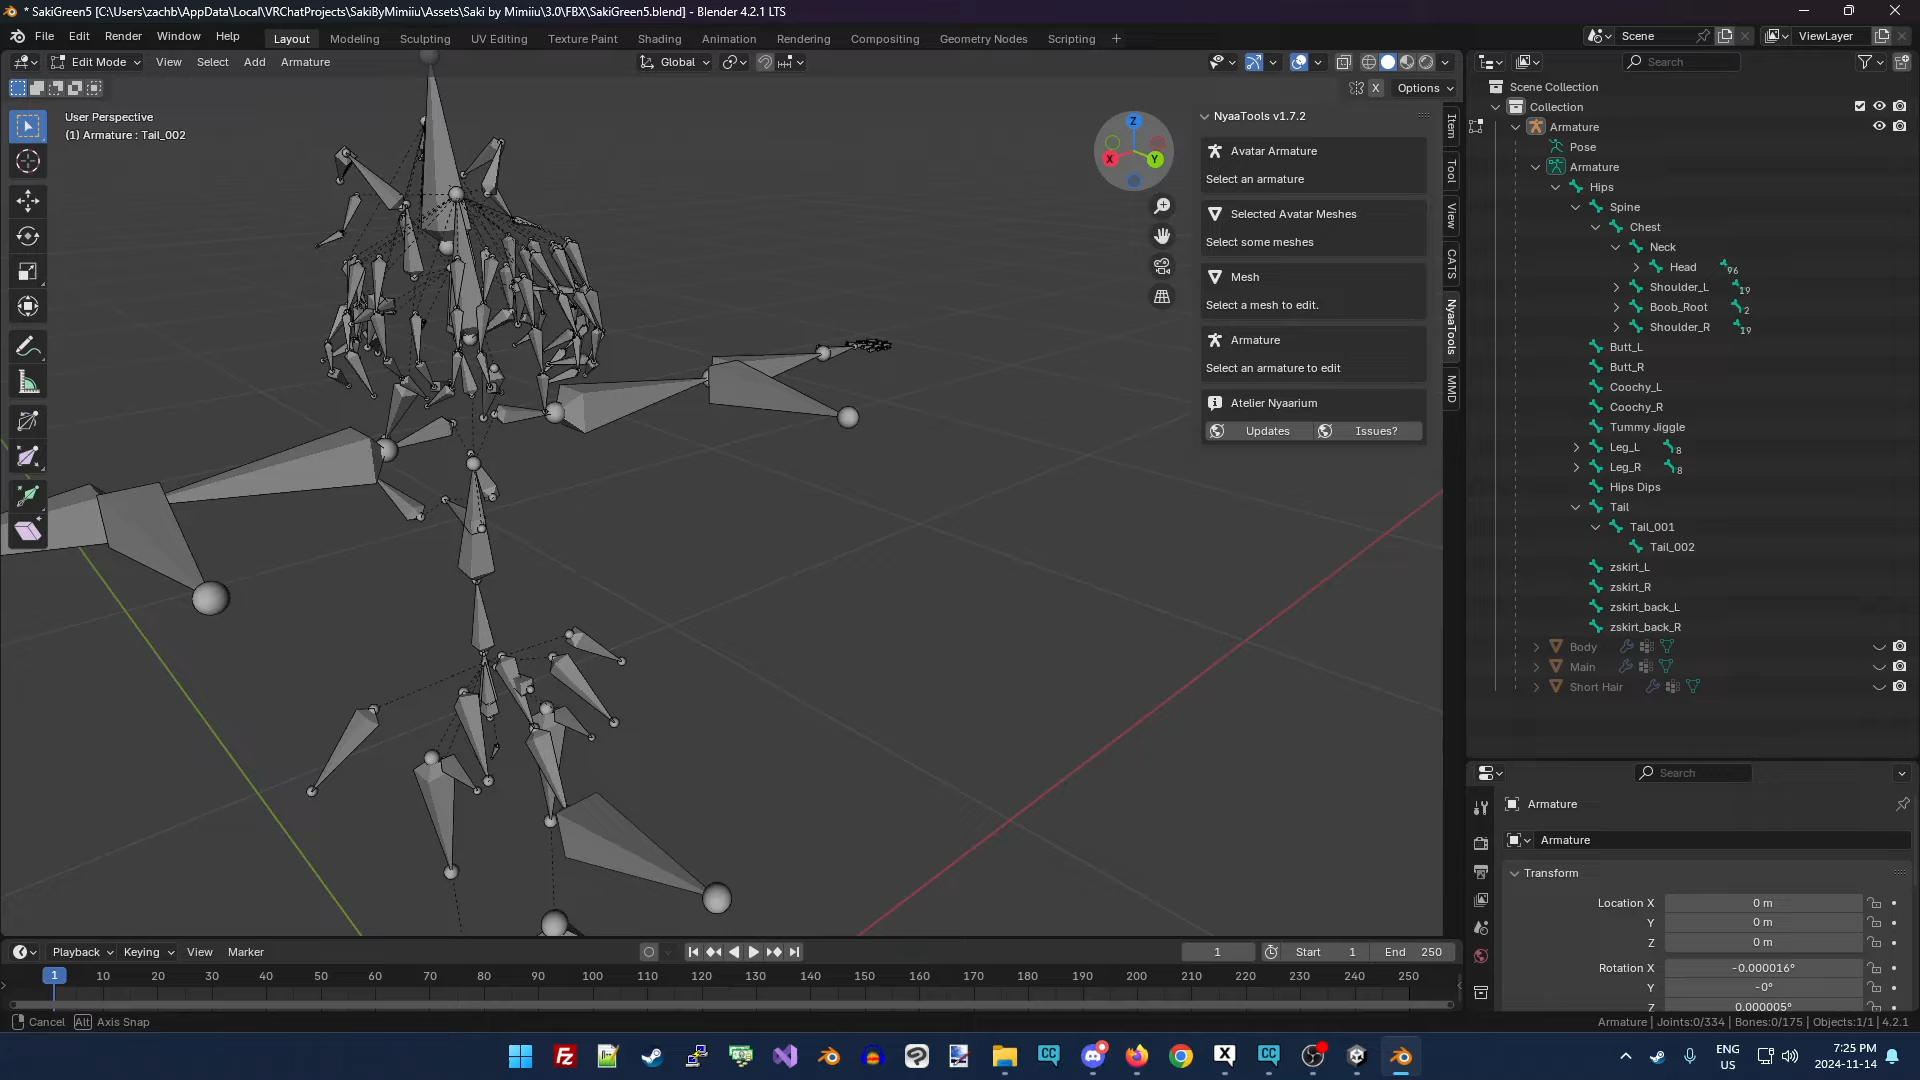 * SakiGreen5 [C:\Users\zachb\AppData\Local\VRChatProjects\SakiByMimiiu\Assets\Saki by Mimiiu\3.0\FBX\SakiGreen5.blend] - Blender 4.2.1 LTS
File Edit Render Window Help
Layout Modeling Sculpting UV Editing Texture Paint Shading Animation Rendering Compositing Geometry Nodes Scripting +
Scene ViewLayer
Edit Mode View Select Add Armature
Global
Search
X Options
User Perspective
(1) Armature : Tail_002
Z
X
Y
NyaaTools v1.7.2
Avatar Armature
Select an armature
Selected Avatar Meshes
Select some meshes
Mesh
Select a mesh to edit.
Armature
Select an armature to edit
Atelier Nyaarium
Updates Issues?
Item
Tool
View
CATS
NyaaTools
MMD
Scene Collection
Collection
Armature
Pose
Armature
Hips
Spine
Chest
Neck
Head 96
Shoulder_L 19
Boob_Root 2
Shoulder_R 19
Butt_L
Butt_R
Coochy_L
Coochy_R
Tummy Jiggle
Leg_L 8
Leg_R 8
Hips Dips
Tail
Tail_001
Tail_002
zskirt_L
zskirt_R
zskirt_back_L
zskirt_back_R
Body
Main
Short Hair
Search
Armature
Armature
Transform
Location X 0 m
Y 0 m
Z 0 m
Rotation X -0.000016°
Y -0°
Z 0.000005°
Playback Keying View Marker
1 Start 1 End 250
1 10 20 30 40 50 60 70 80 90 100 110 120 130 140 150 160 170 180 190 200 210 220 230 240 250
Cancel Alt Axis Snap
Armature | Joints:0/334 | Bones:0/175 | Objects:1/1 | 4.2.1
ENG
US
7:25 PM
2024-11-14